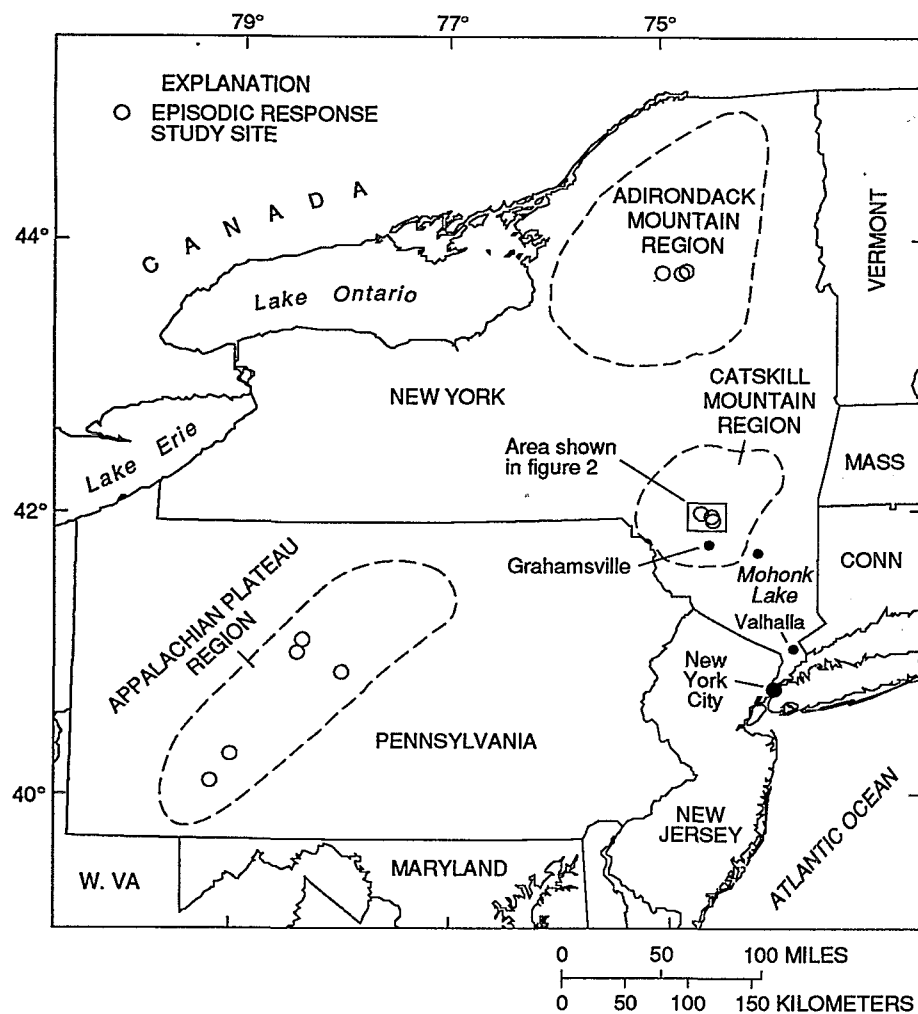 79° 77° 75°
EXPLANATION
EPISODIC RESPONSE
STUDY SITE
CANADA
ADIRONDACK
MOUNTAIN
REGION
VERMONT
44°
Lake Ontario
CATSKILL
MOUNTAIN
REGION
NEW YORK
Lake Erie
Area shown
in figure 2
MASS
42°
Grahamsville
Mohonk
Lake
CONN
Valhalla
APPALACHIAN PLATEAU
REGION
New
York
City
PENNSYLVANIA
40°
NEW
JERSEY
ATLANTIC OCEAN
W. VA
MARYLAND
0 50 100 MILES
0 50 100 150 KILOMETERS